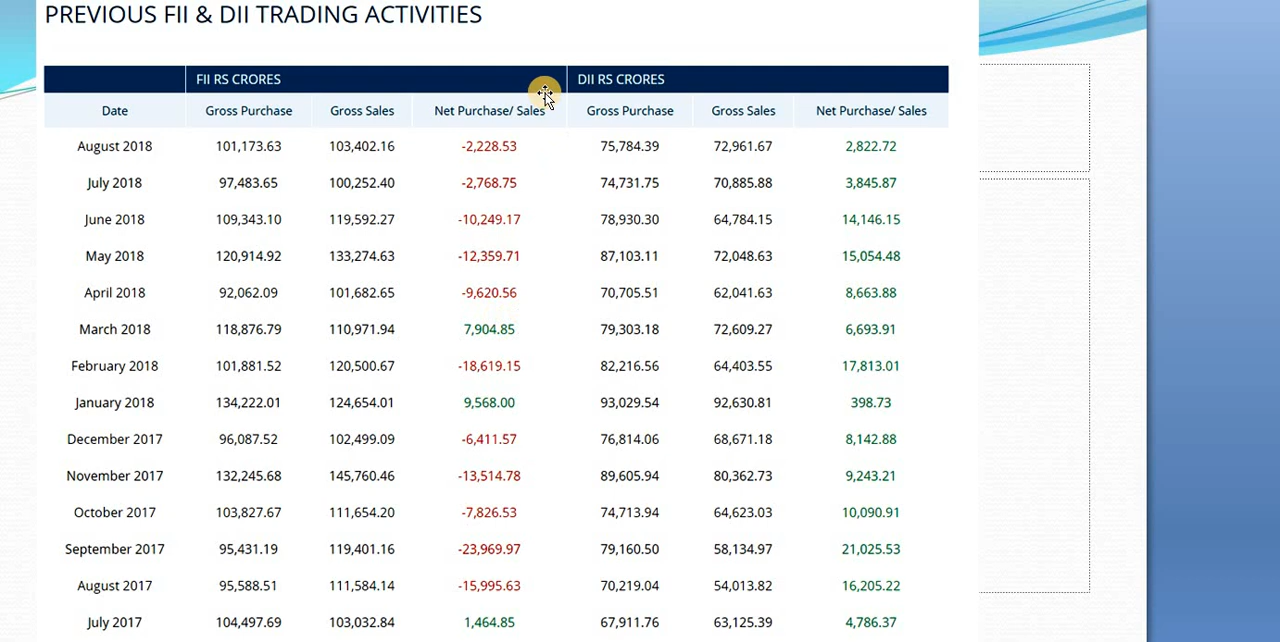 PREVIOUS FII & DII TRADING ACTIVITIES
FII RS CRORES DII RS CRORES
Date Gross Purchase Gross Sales Net Purchase/ Sales Gross Purchase Gross Sales Net Purchase/ Sales
August 2018 101,173.63 103,402.16 -2,228.53 75,784.39 72,961.67 2,822.72
July 2018 97,483.65 100,252.40 -2,768.75 74,731.75 70,885.88 3,845.87
June 2018 109,343.10 119,592.27 -10,249.17 78,930.30 64,784.15 14,146.15
May 2018 120,914.92 133,274.63 -12,359.71 87,103.11 72,048.63 15,054.48
April 2018 92,062.09 101,682.65 -9,620.56 70,705.51 62,041.63 8,663.88
March 2018 118,876.79 110,971.94 7,904.85 79,303.18 72,609.27 6,693.91
February 2018 101,881.52 120,500.67 -18,619.15 82,216.56 64,403.55 17,813.01
January 2018 134,222.01 124,654.01 9,568.00 93,029.54 92,630.81 398.73
December 2017 96,087.52 102,499.09 -6,411.57 76,814.06 68,671.18 8,142.88
November 2017 132,245.68 145,760.46 -13,514.78 89,605.94 80,362.73 9,243.21
October 2017 103,827.67 111,654.20 -7,826.53 74,713.94 64,623.03 10,090.91
September 2017 95,431.19 119,401.16 -23,969.97 79,160.50 58,134.97 21,025.53
August 2017 95,588.51 111,584.14 -15,995.63 70,219.04 54,013.82 16,205.22
July 2017 104,497.69 103,032.84 1,464.85 67,911.76 63,125.39 4,786.37